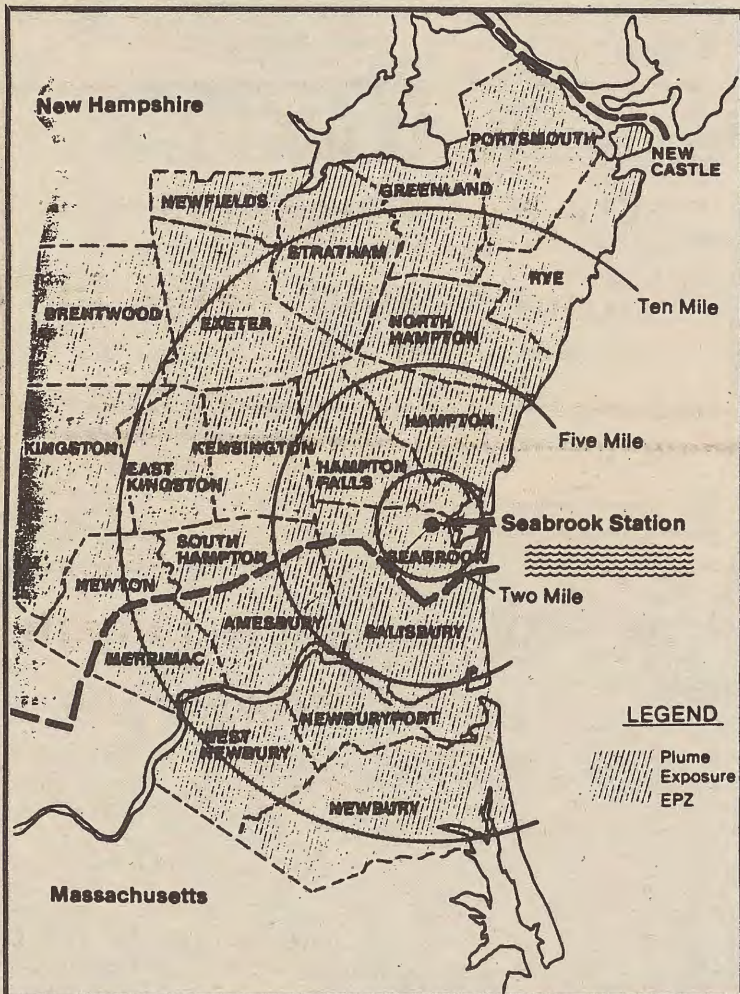 New Hampshire
PORTSMOUTH
NEW
CASTLE
NEWFIELDS
GREENLAND
STRATHAM
RYE
Ten Mile
BRENTWOOD
EXETER
NORTH
HAMPTON
HAMPTON
Five Mile
KINGSTON
EAST
KINGSTON
KENSINGTON
HAMPTON
FALLS
Seabrook Station
SOUTH
HAMPTON
SEABROOK
NEWTON
Two Mile
AMESBURY
SALISBURY
MERRIMAC
LEGEND
Plume
Exposure
EPZ
WEST
NEWBURY
NEWBURYPORT
NEWBURY
Massachusetts